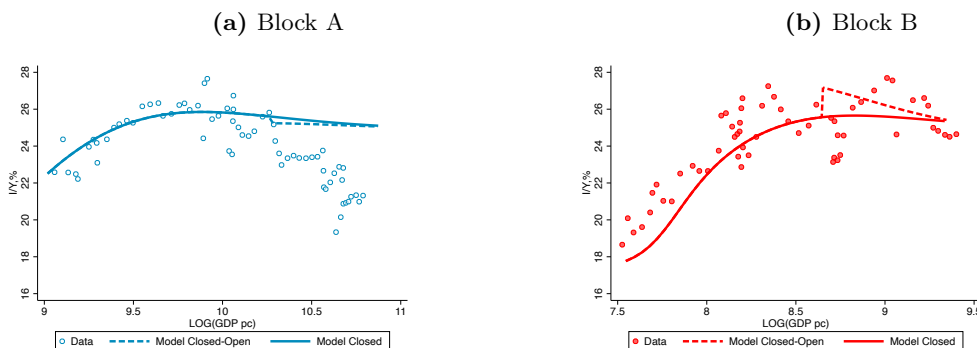 (a) Block A
28
26
24
22
20
18
16
I/Y,%
9
9.5
10
10.5
11
LOG(GDP pc)
Data
Model Closed-Open
Model Closed
(b) Block B
28
26
24
22
20
18
16
I/Y,%
7.5
8
8.5
9
9.5
LOG(GDP pc)
Data
Model Closed-Open
Model Closed